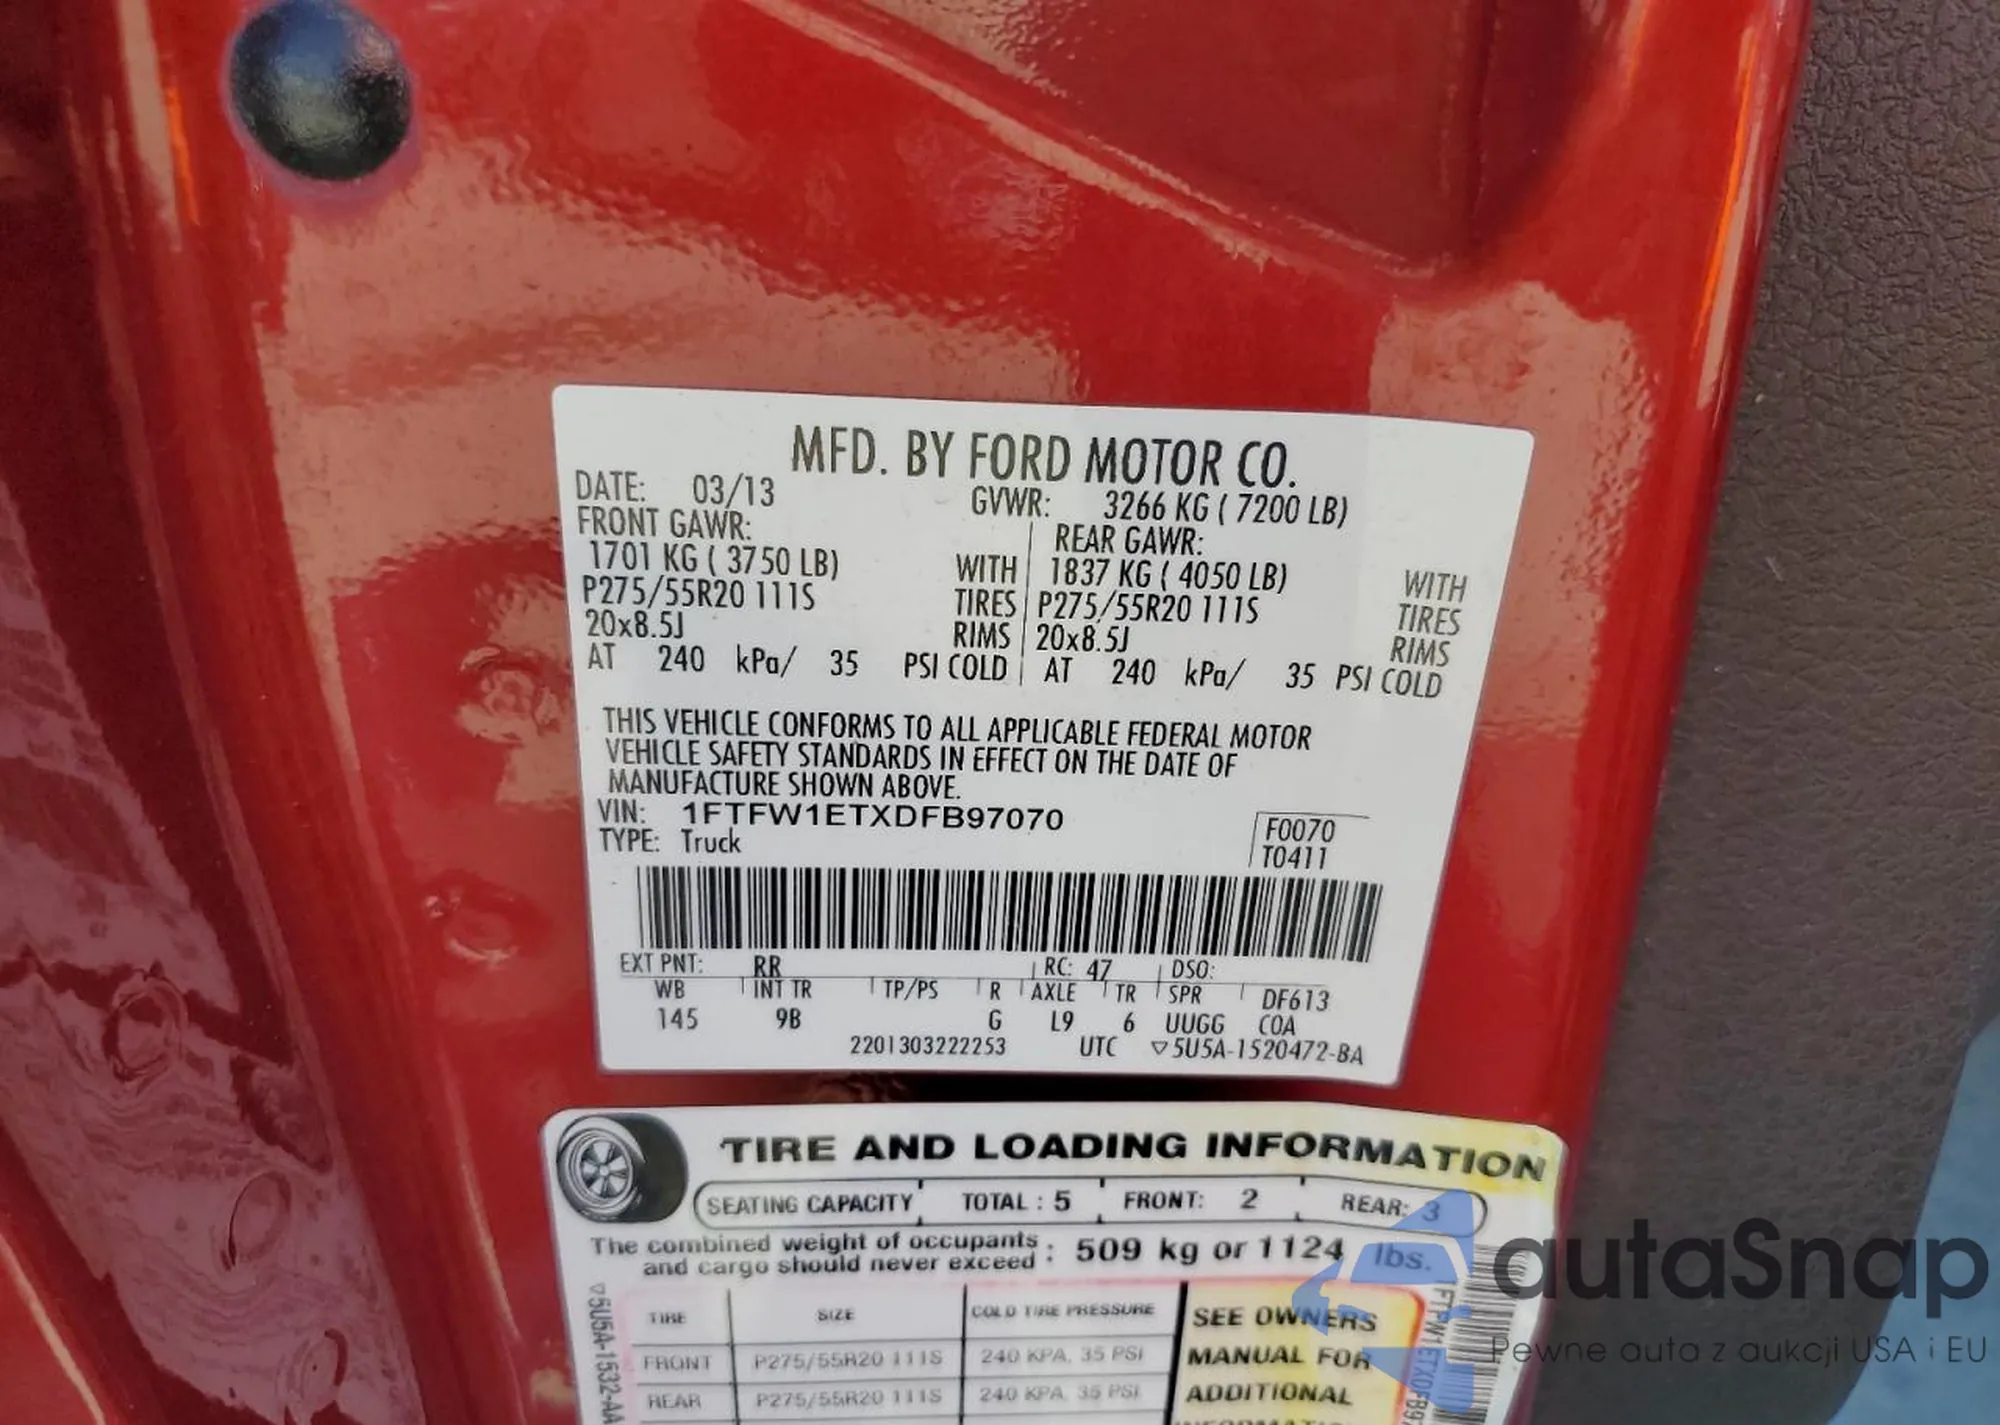 MFD. BY FORD MOTOR CO.
DATE: 03/13 GVWR: 3266 KG ( 7200 LB)
FRONT GAWR: REAR GAWR:
1701 KG ( 3750 LB) WITH 1837 KG ( 4050 LB) WITH
P275/55R20 111S TIRES P275/55R20 111S TIRES
20x8.5J RIMS 20x8.5J RIMS
AT 240 kPa/ 35 PSI COLD AT 240 kPa/ 35 PSI COLD
THIS VEHICLE CONFORMS TO ALL APPLICABLE FEDERAL MOTOR
VEHICLE SAFETY STANDARDS IN EFFECT ON THE DATE OF
MANUFACTURE SHOWN ABOVE.
VIN: 1FTFW1ETXDFB97070
TYPE: Truck
F0070
T0411
EXT PNT: RR RC: 47 DSO:
WB INT TR TP/PS R AXLE TR SPR DF613
145 9B G L9 6 UUGG COA
2201303222253 UTC ▽5U5A-1520472-BA
TIRE AND LOADING INFORMATION
SEATING CAPACITY TOTAL : 5 FRONT: 2 REAR: 3
The combined weight of occupants
and cargo should never exceed : 509 kg or 1124 lbs.
TIRE SIZE COLD TIRE PRESSURE
FRONT P275/55R20 111S 240 KPA, 35 PSI
REAR P275/55R20 111S 240 KPA, 35 PSI
SEE OWNERS
MANUAL FOR
ADDITIONAL
▽5U5A-1532-AA
autaSnap
Pewne auta z aukcji USA i EU